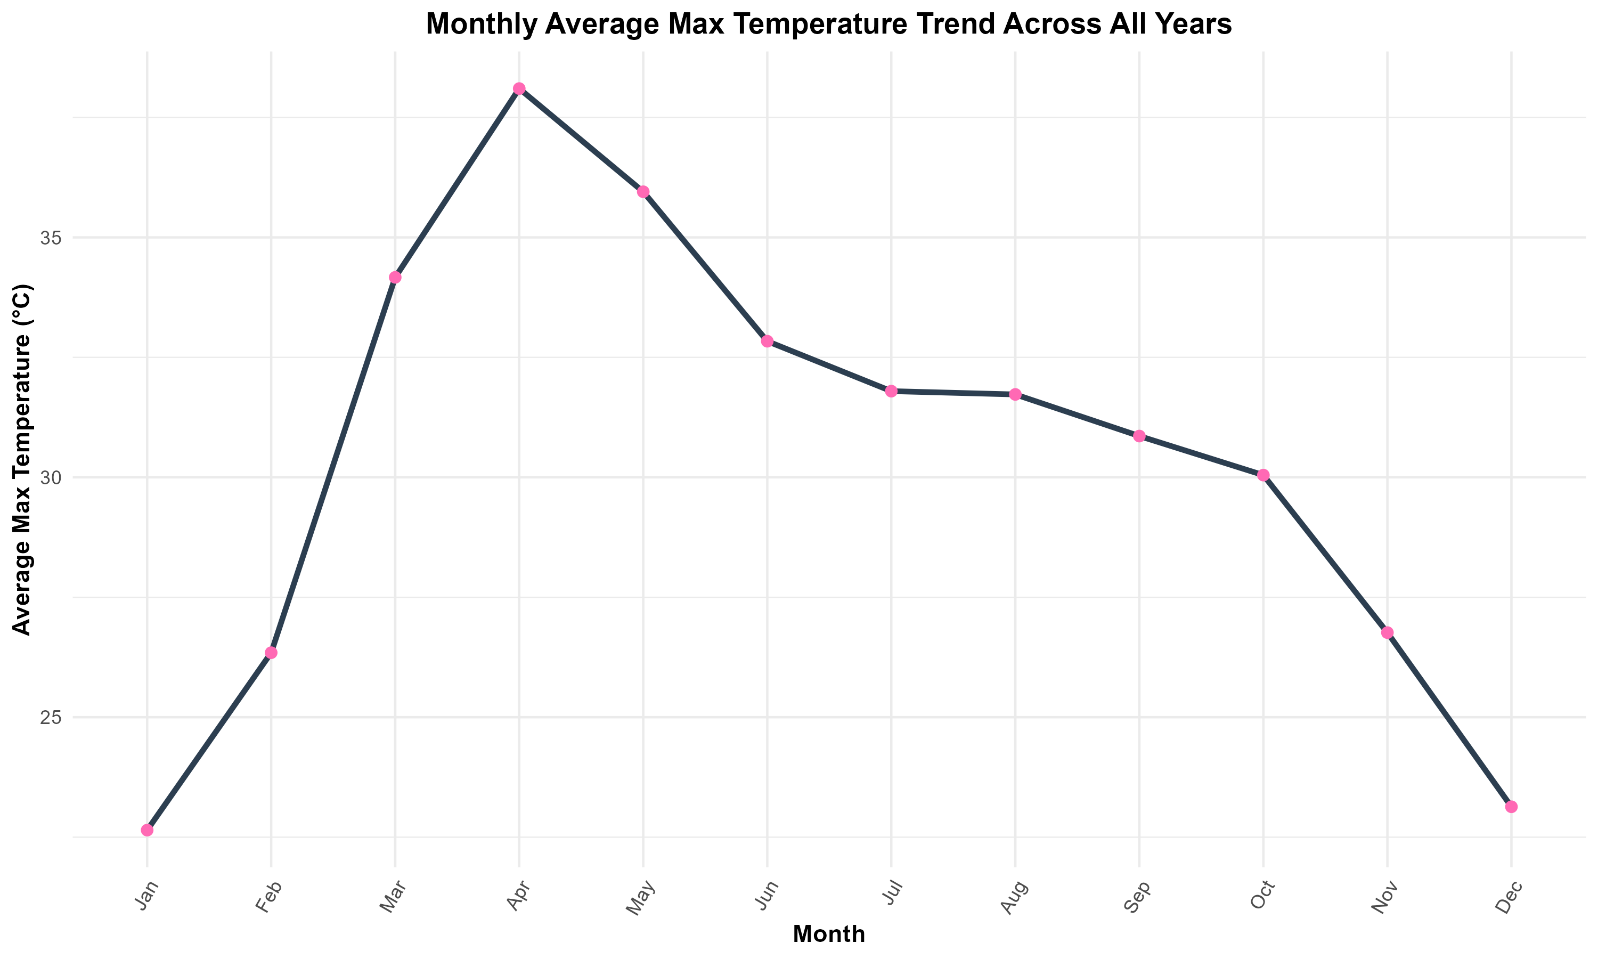 Monthly Average Max Temperature Trend Across All Years
Average Max Temperature (°C)
35
30
25
Jan
Feb
Mar
Apr
May
Jun
Jul
Aug
Sep
Oct
Nov
Dec
Month